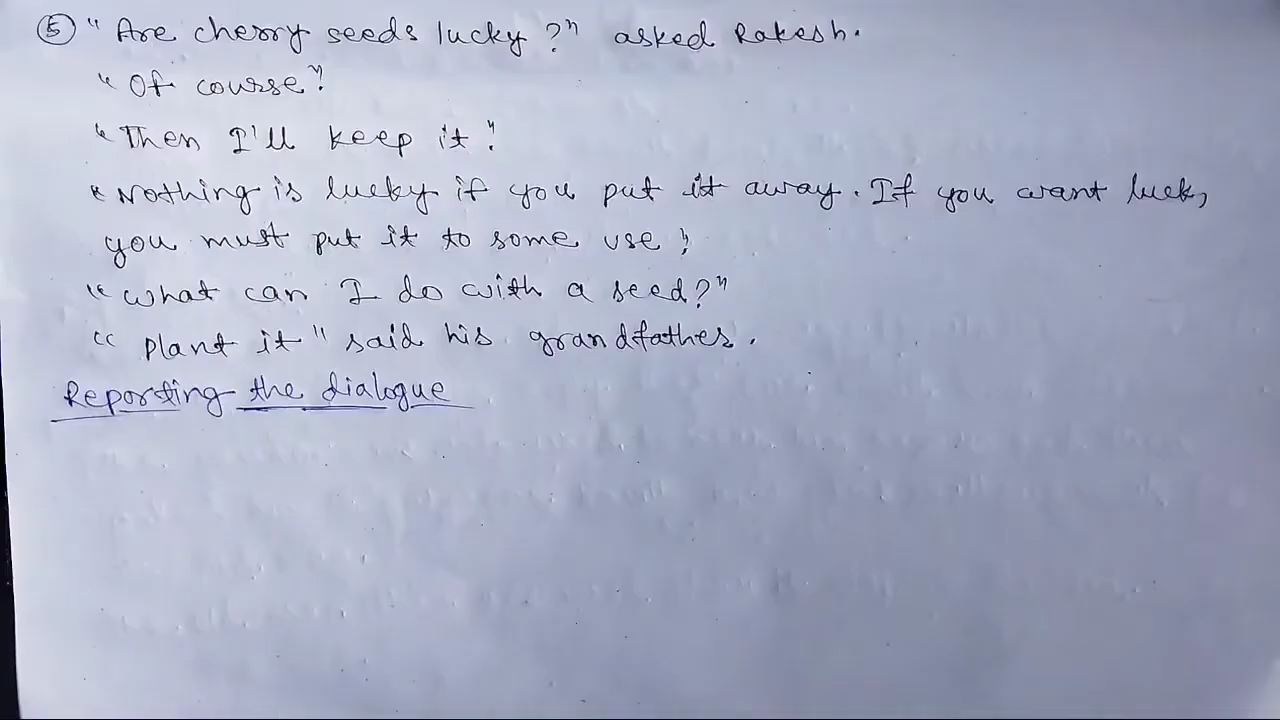 ⑤ "Are cherry seeds lucky ?" asked Rakesh.
"Of course".
"Then I'll keep it".
"Nothing is lucky if you put it away. If you want luck,
you must put it to some use",
"What can I do with a seed?"
"Plant it" said his grandfather.
Reporting the dialogue